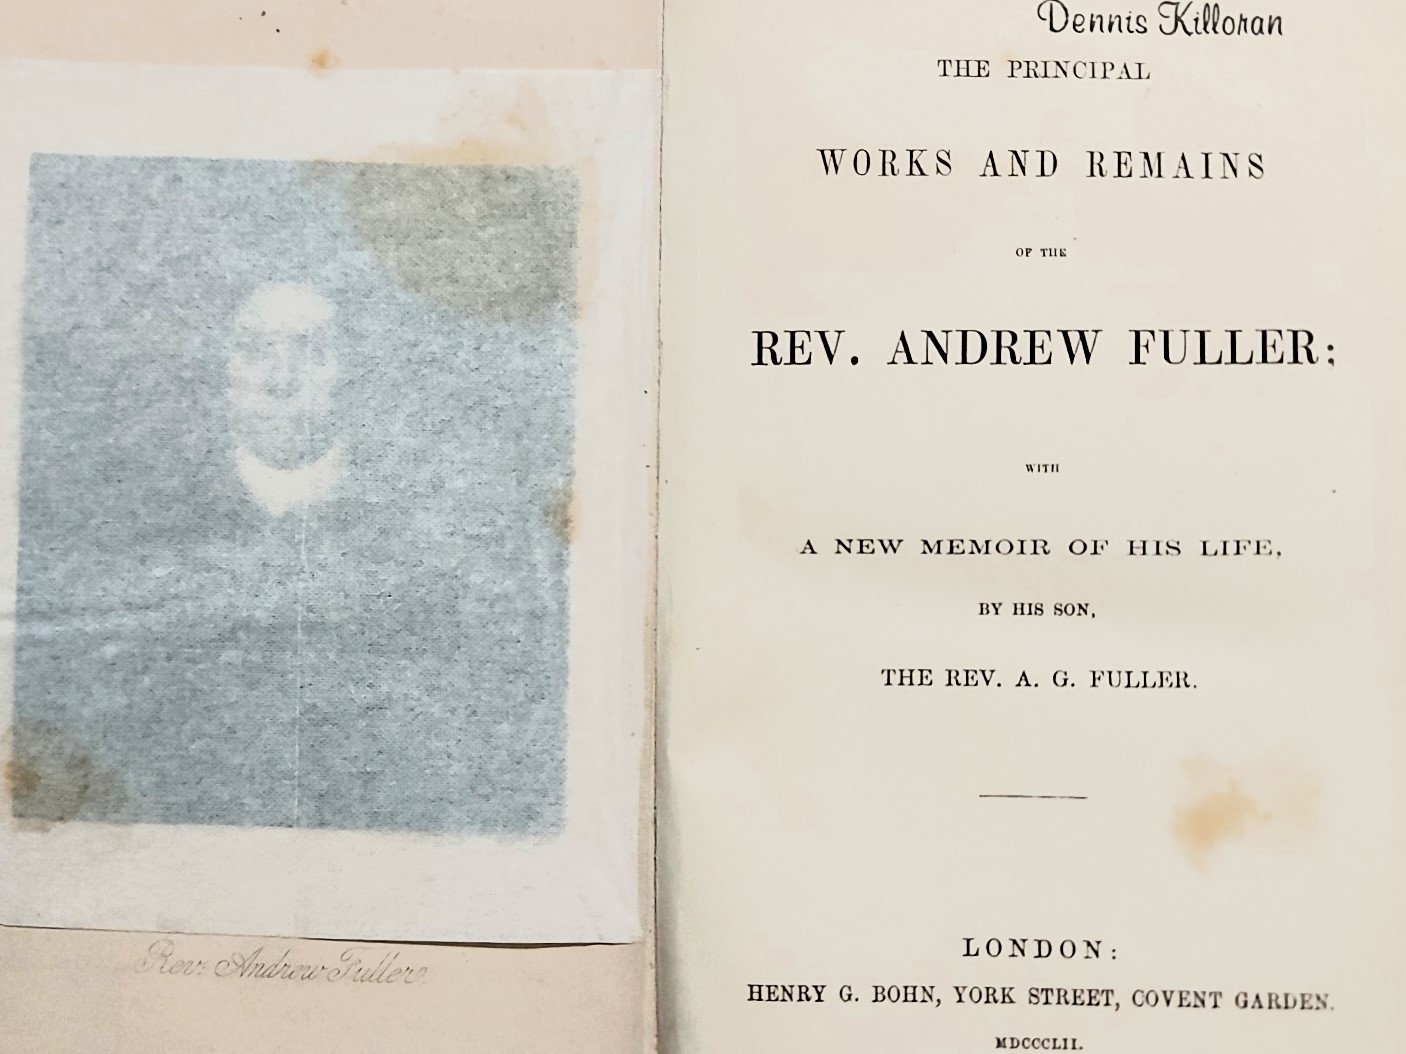 Rev. Andrew Fuller.
Dennis Killoran
THE PRINCIPAL
WORKS AND REMAINS
OF THE
REV. ANDREW FULLER;
WITH
A NEW MEMOIR OF HIS LIFE,
BY HIS SON,
THE REV. A. G. FULLER.
LONDON:
HENRY G. BOHN, YORK STREET, COVENT GARDEN.
MDCCCLII.